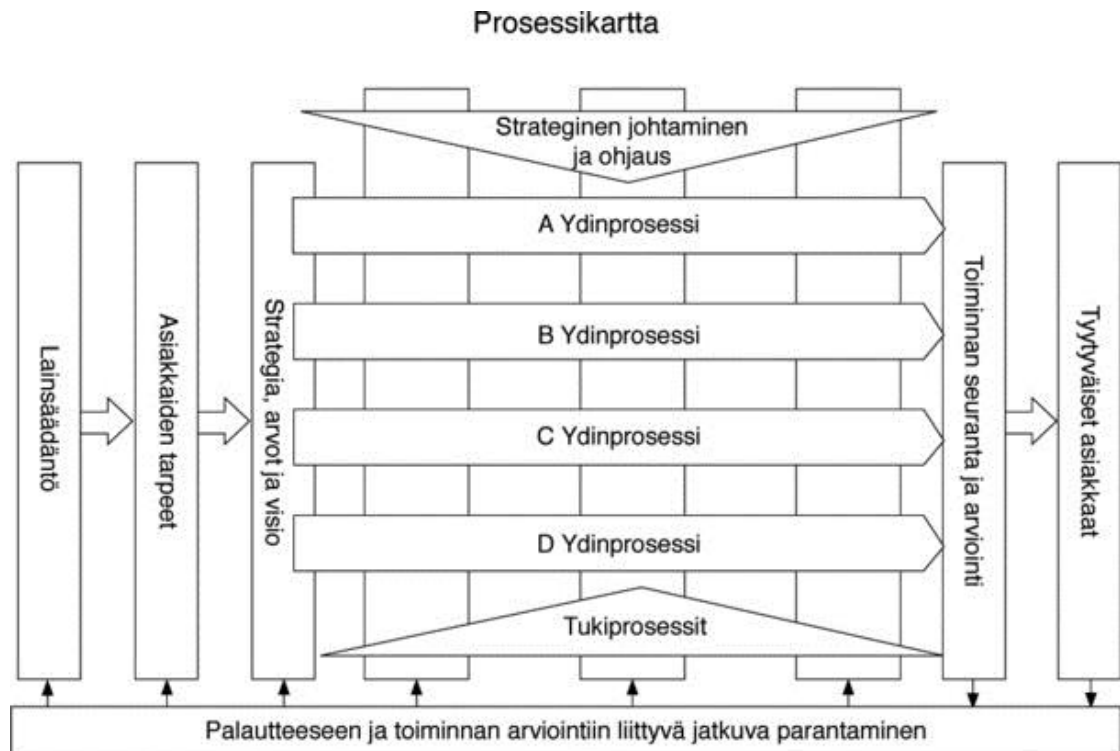 Prosessikartta
Strateginen johtaminen
ja ohjaus
Lainsäädäntö
Asiakkaiden tarpeet
Strategia, arvot ja visio
A Ydinprosessi
B Ydinprosessi
C Ydinprosessi
D Ydinprosessi
Tukiprosessit
Toiminnan seuranta ja arviointi
Tyytyväiset asiakkaat
Palautteeseen ja toiminnan arviointiin liittyvä jatkuva parantaminen